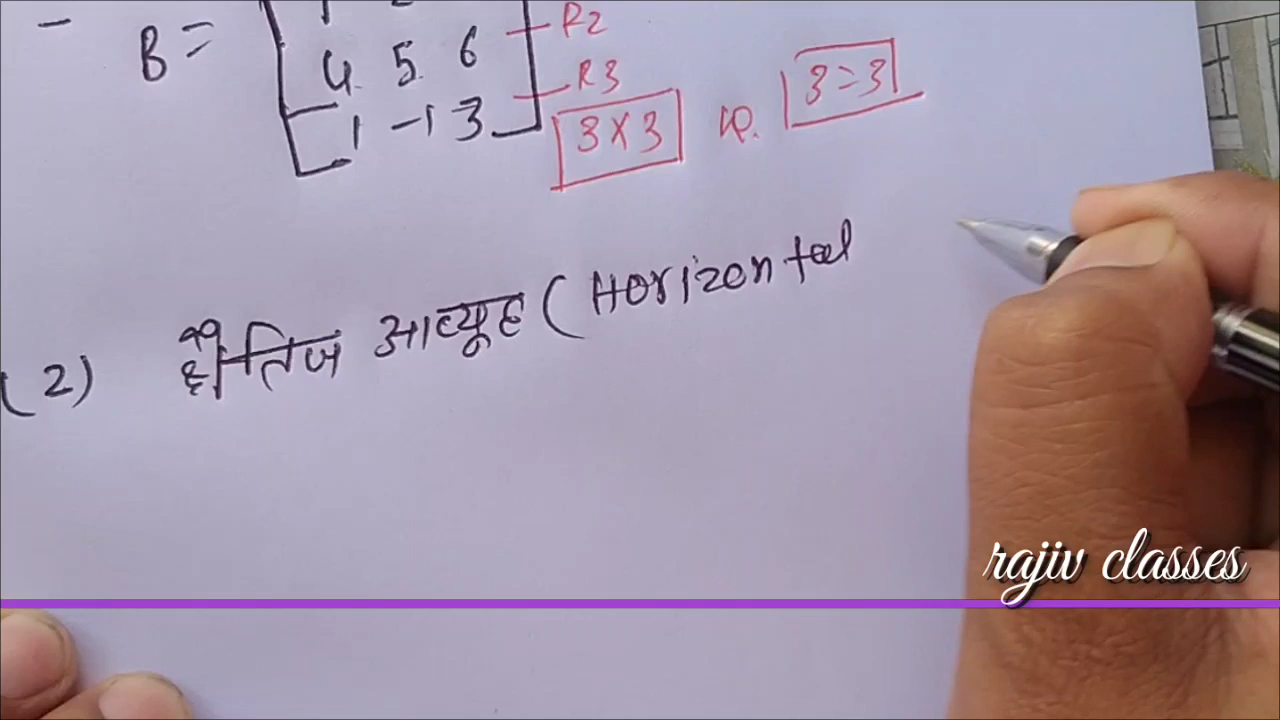 B =
4 5 6 R2
R3
1 -1 3
3 X 3 3=3
(2) क्षैतिज आव्यूह ( Horizontal
rajiv classes